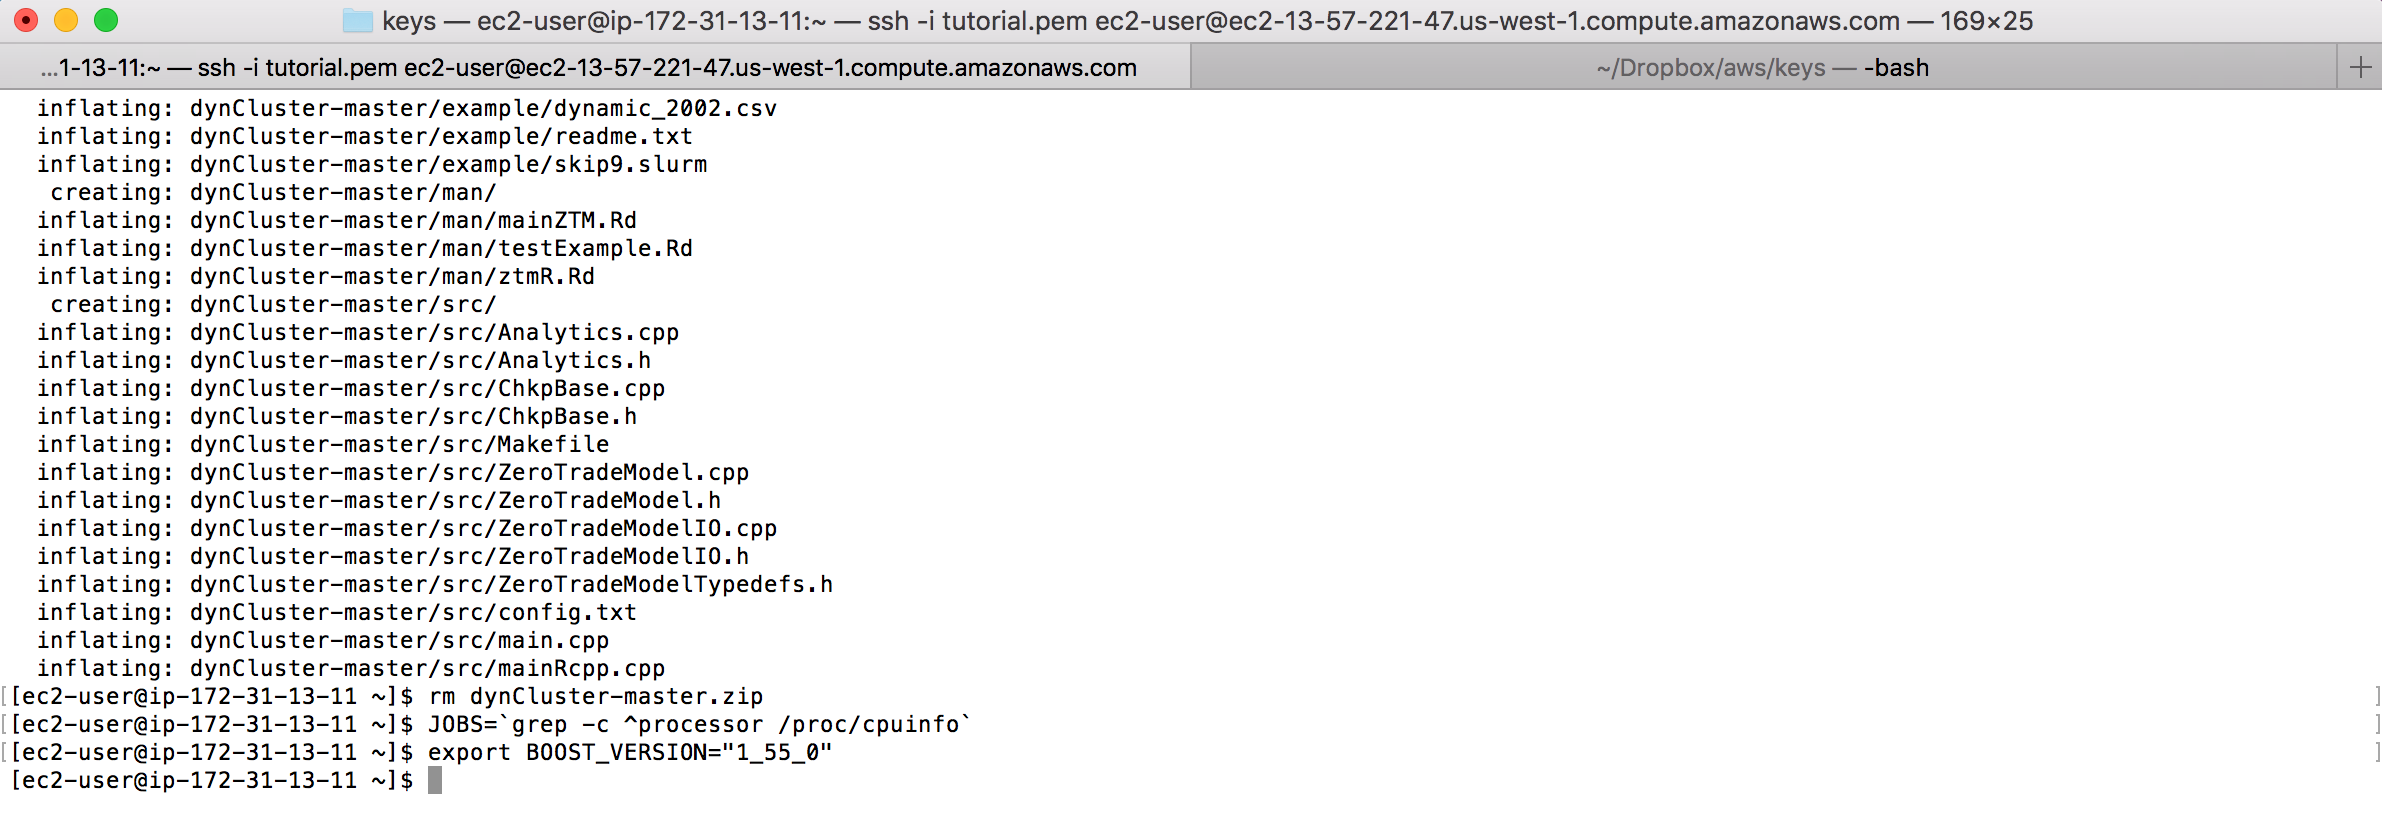 keys — ec2-user@ip-172-31-13-11:~ — ssh -i tutorial.pem ec2-user@ec2-13-57-221-47.us-west-1.compute.amazonaws.com — 169×25
...1-13-11:~ — ssh -i tutorial.pem ec2-user@ec2-13-57-221-47.us-west-1.compute.amazonaws.com
~/Dropbox/aws/keys — -bash
inflating: dynCluster-master/example/dynamic_2002.csv
inflating: dynCluster-master/example/readme.txt
inflating: dynCluster-master/example/skip9.slurm
creating: dynCluster-master/man/
inflating: dynCluster-master/man/mainZTM.Rd
inflating: dynCluster-master/man/testExample.Rd
inflating: dynCluster-master/man/ztmR.Rd
creating: dynCluster-master/src/
inflating: dynCluster-master/src/Analytics.cpp
inflating: dynCluster-master/src/Analytics.h
inflating: dynCluster-master/src/ChkpBase.cpp
inflating: dynCluster-master/src/ChkpBase.h
inflating: dynCluster-master/src/Makefile
inflating: dynCluster-master/src/ZeroTradeModel.cpp
inflating: dynCluster-master/src/ZeroTradeModel.h
inflating: dynCluster-master/src/ZeroTradeModelIO.cpp
inflating: dynCluster-master/src/ZeroTradeModelIO.h
inflating: dynCluster-master/src/ZeroTradeModelTypedefs.h
inflating: dynCluster-master/src/config.txt
inflating: dynCluster-master/src/main.cpp
inflating: dynCluster-master/src/mainRcpp.cpp
[[ec2-user@ip-172-31-13-11 ~]$ rm dynCluster-master.zip ]
[[ec2-user@ip-172-31-13-11 ~]$ JOBS=`grep -c ^processor /proc/cpuinfo` ]
[[ec2-user@ip-172-31-13-11 ~]$ export BOOST_VERSION="1_55_0" ]
[ec2-user@ip-172-31-13-11 ~]$